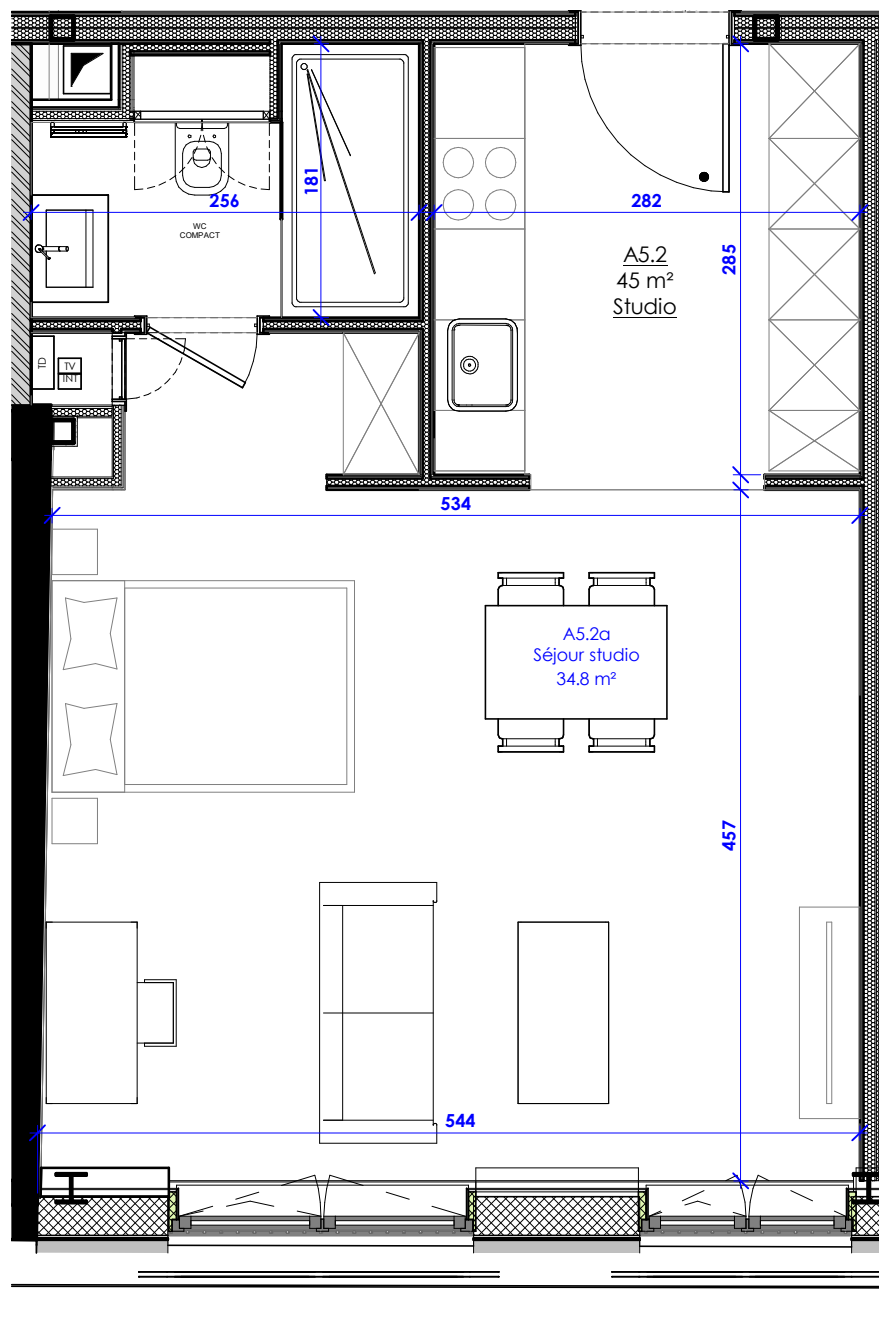 256
181
282
WC
COMPACT
285
A5.2
45 m²
Studio
TD
TV
INT
534
A5.2a
Séjour studio
34.8 m²
457
544